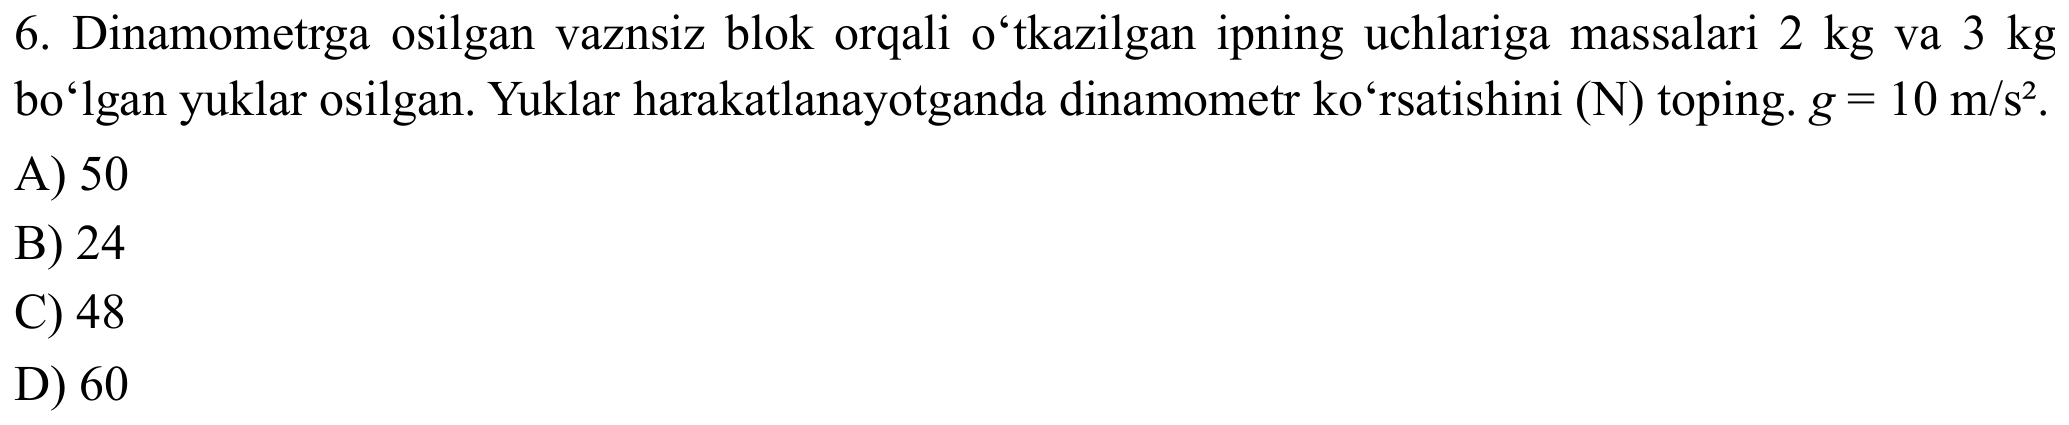 6. Dinamometrga osilgan vaznsiz blok orqali o‘tkazilgan ipning uchlariga massalari 2 kg va 3 kg
bo‘lgan yuklar osilgan. Yuklar harakatlanayotganda dinamometr ko‘rsatishini (N) toping. g = 10 m/s².
A) 50
B) 24
C) 48
D) 60